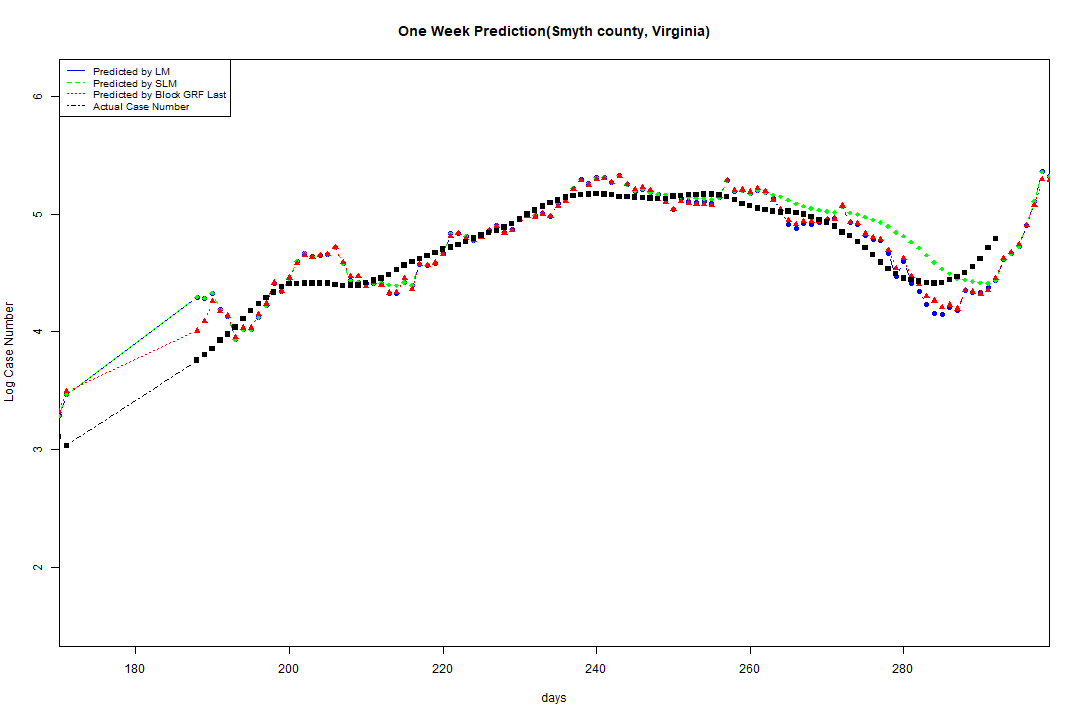 One Week Prediction(Smyth county, Virginia)
Predicted by LM
Predicted by SLM
Predicted by Block GRF Last
Actual Case Number
6
5
4
3
2
Log Case Number
180 200 220 240 260 280
days